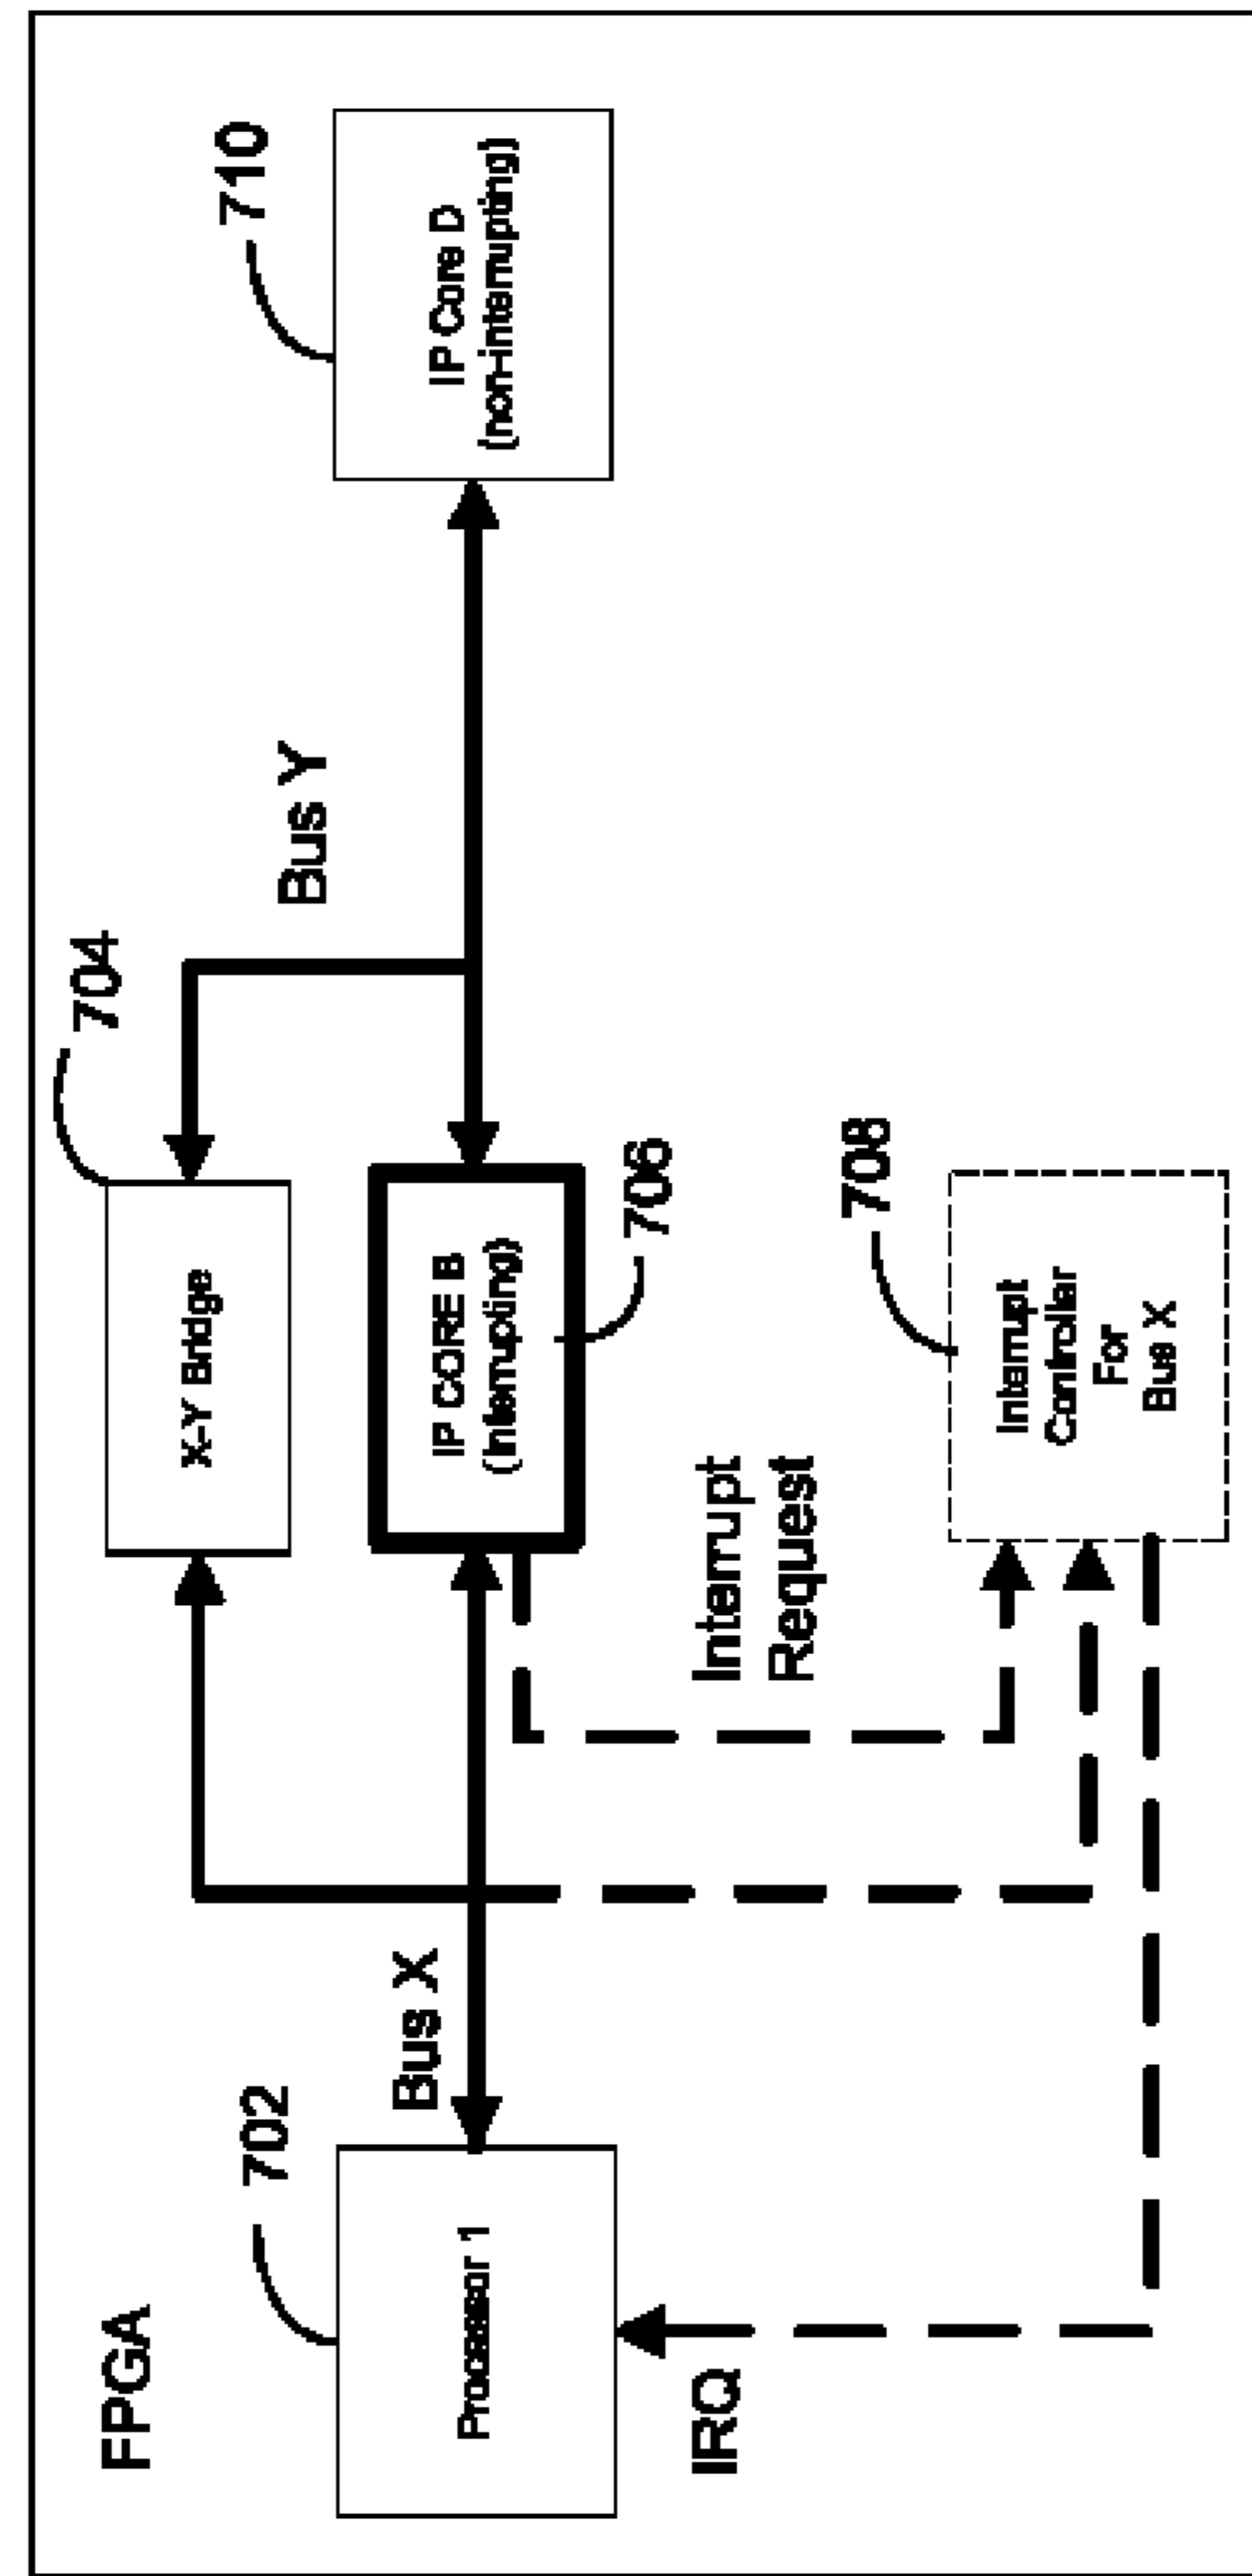 FPGA
702
Processor 1
IRQ
Bus X
704
X-Y Bridge
IP CORE B
(Interrupting)
706
Interrupt
Request
708
Interrupt
Controller
For
Bus X
Bus Y
710
IP Core D
(non-interrupting)